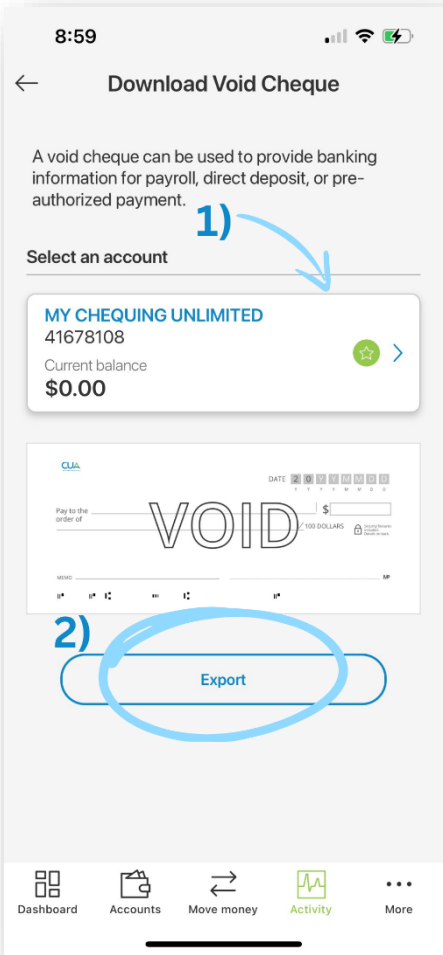 8:59
Download Void Cheque
A void cheque can be used to provide banking
information for payroll, direct deposit, or pre-
authorized payment.
1)
Select an account
MY CHEQUING UNLIMITED
41678108
Current balance
$0.00
CUA
DATE 2 0 Y Y M M D D
Y Y Y Y M M D D
Pay to the
order of
$
VOID
/100 DOLLARS
MEMO
MP
2)
Export
Dashboard
Accounts
Move money
Activity
More